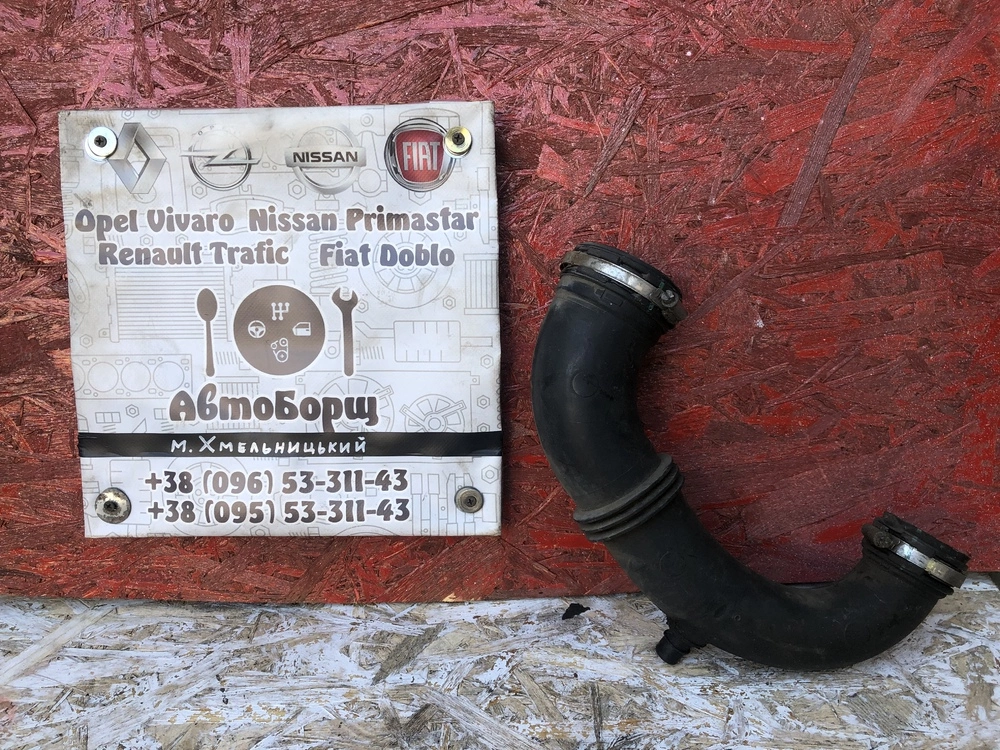 NISSAN FIAT
Opel Vivaro Nissan Primastar
Renault Trafic Fiat Doblo
АвтоБорщ
м. Хмельницький
+38 (096) 53-311-43
+38 (095) 53-311-43